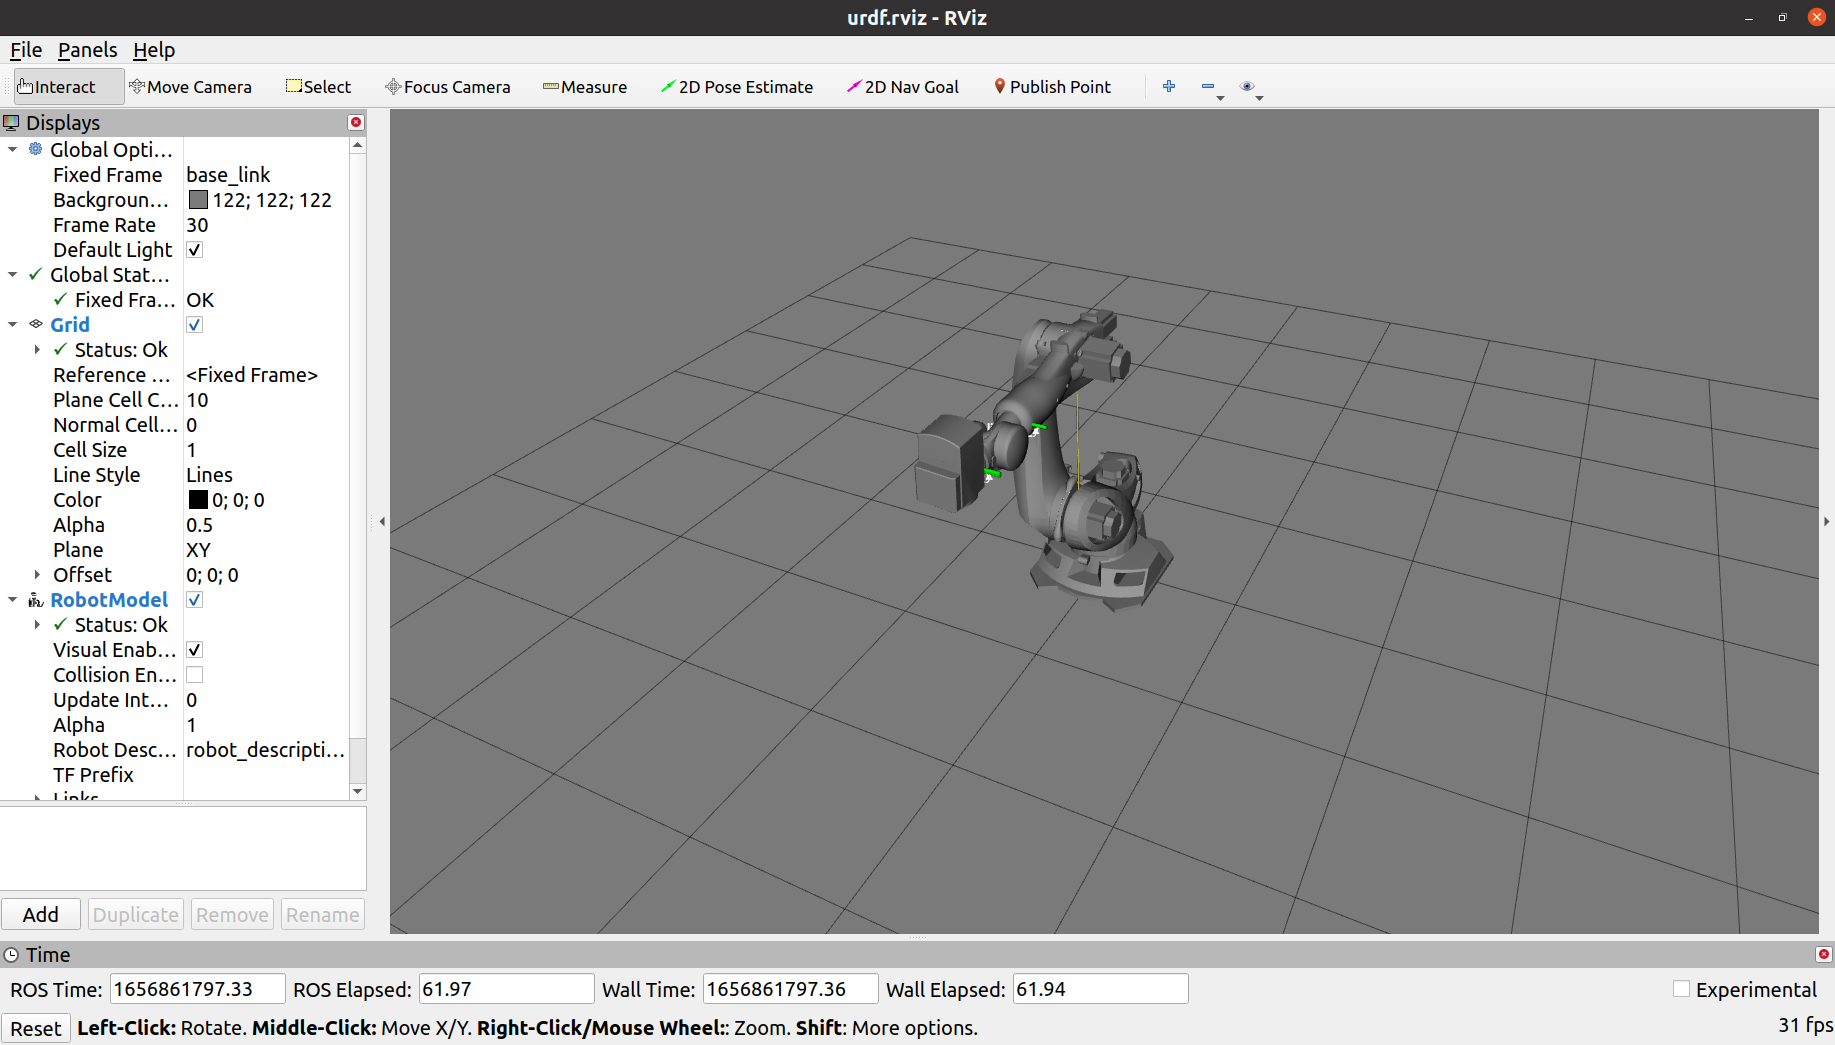 urdf.rviz - RViz
File Panels Help
Interact Move Camera Select Focus Camera Measure 2D Pose Estimate 2D Nav Goal Publish Point
Displays
Global Opti...
Fixed Frame base_link
Backgroun... 122; 122; 122
Frame Rate 30
Default Light
Global Stat...
Fixed Fra... OK
Grid
Status: Ok
Reference ... <Fixed Frame>
Plane Cell C... 10
Normal Cell... 0
Cell Size 1
Line Style Lines
Color 0; 0; 0
Alpha 0.5
Plane XY
Offset 0; 0; 0
RobotModel
Status: Ok
Visual Enab...
Collision En...
Update Int... 0
Alpha 1
Robot Desc... robot_descripti...
TF Prefix
Links
Add Duplicate Remove Rename
Time
ROS Time: 1656861797.33 ROS Elapsed: 61.97 Wall Time: 1656861797.36 Wall Elapsed: 61.94 Experimental
Reset Left-Click: Rotate. Middle-Click: Move X/Y. Right-Click/Mouse Wheel:: Zoom. Shift: More options. 31 fps